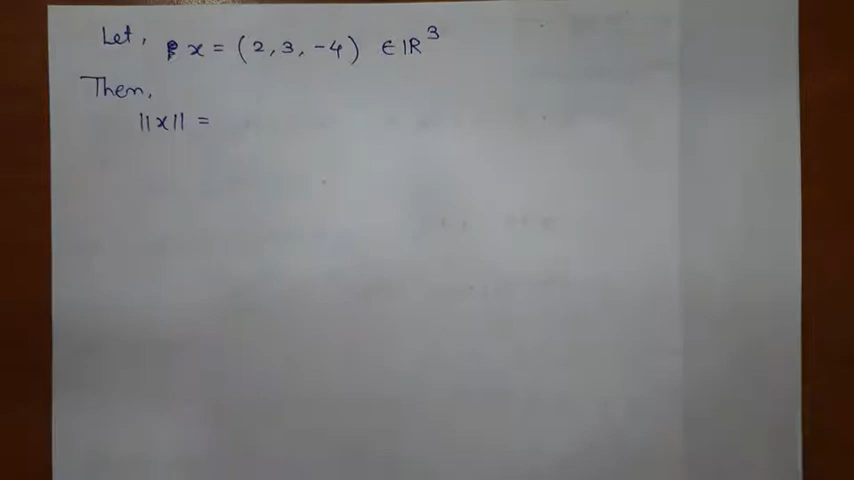 Let, x = (2, 3, -4) ∈ ℝ³
Then,
||x|| =